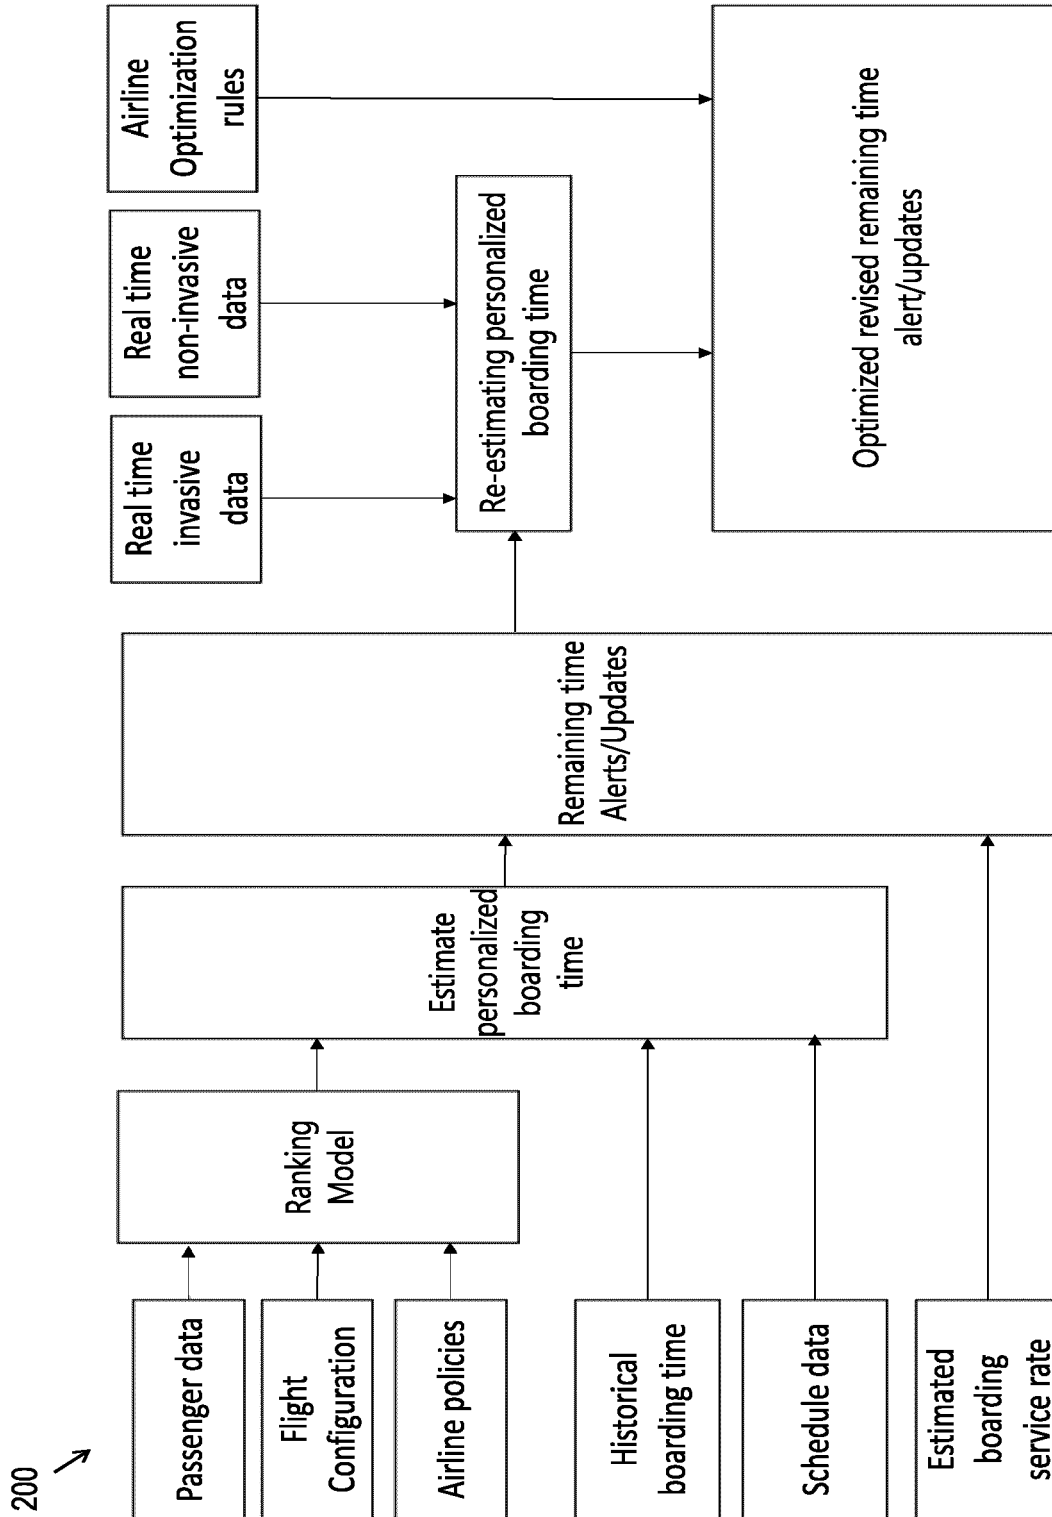 200
Passenger data
Flight
Configuration
Airline policies
Historical
boarding time
Schedule data
Estimated
boarding
service rate
Ranking
Model
Estimate
personalized
boarding
time
Remaining time
Alerts/Updates
Real time
invasive
data
Real time
non-invasive
data
Airline
Optimization
rules
Re-estimating personalized
boarding time
Optimized revised remaining time
alert/updates